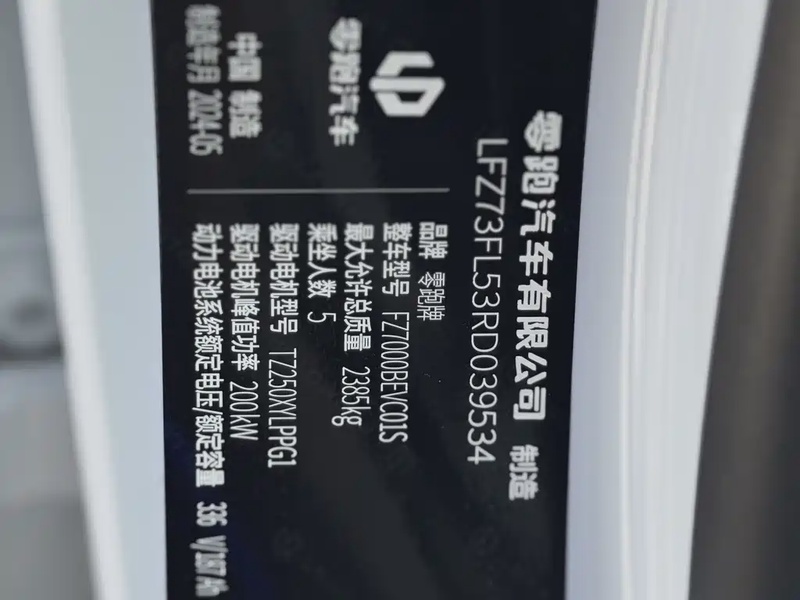 零跑汽车有限公司 制造
LFZ73FL53RD039534
LP
零跑汽车
中国 制造
制造年月 2024-05
品牌 零跑牌
整车型号 FZ7000BEVC01S
最大允许总质量 2385kg
乘坐人数 5
驱动电机型号 TZ250XYLPPG1
驱动电机峰值功率 200kW
动力电池系统额定电压/额定容量 336 V/187 Ah